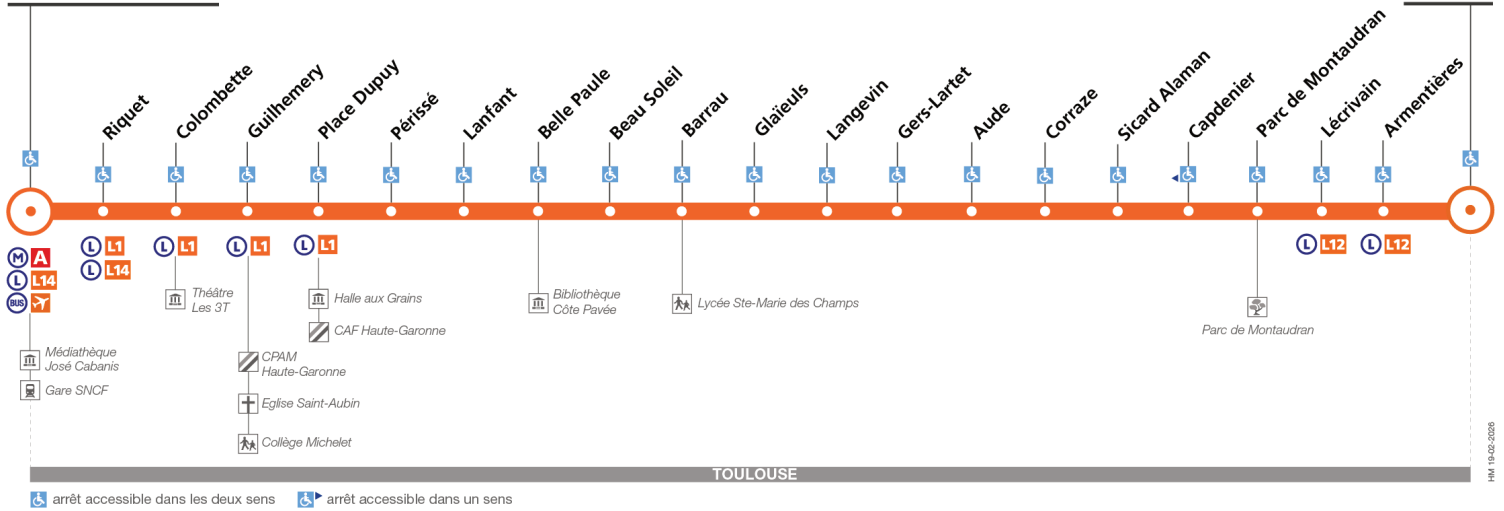 Riquet
Colombette
Guilhemery
Place Dupuy
Périssé
Lanfant
Belle Paule
Beau Soleil
Barrau
Glaïeuls
Langevin
Gers-Lartet
Aude
Corraze
Sicard Alaman
Capdenier
Parc de Montaudran
Lécrivain
Armentières
M A
L L14
BUS
L L1
L L14
L L1
L L1
L L1
L L12
L L12
Médiathèque
José Cabanis
Gare SNCF
Théâtre
Les 3T
CPAM
Haute-Garonne
Eglise Saint-Aubin
Collège Michelet
Halle aux Grains
CAF Haute-Garonne
Bibliothèque
Côte Pavée
Lycée Ste-Marie des Champs
Parc de Montaudran
TOULOUSE
arrêt accessible dans les deux sens
arrêt accessible dans un sens
HM 19-02-2026